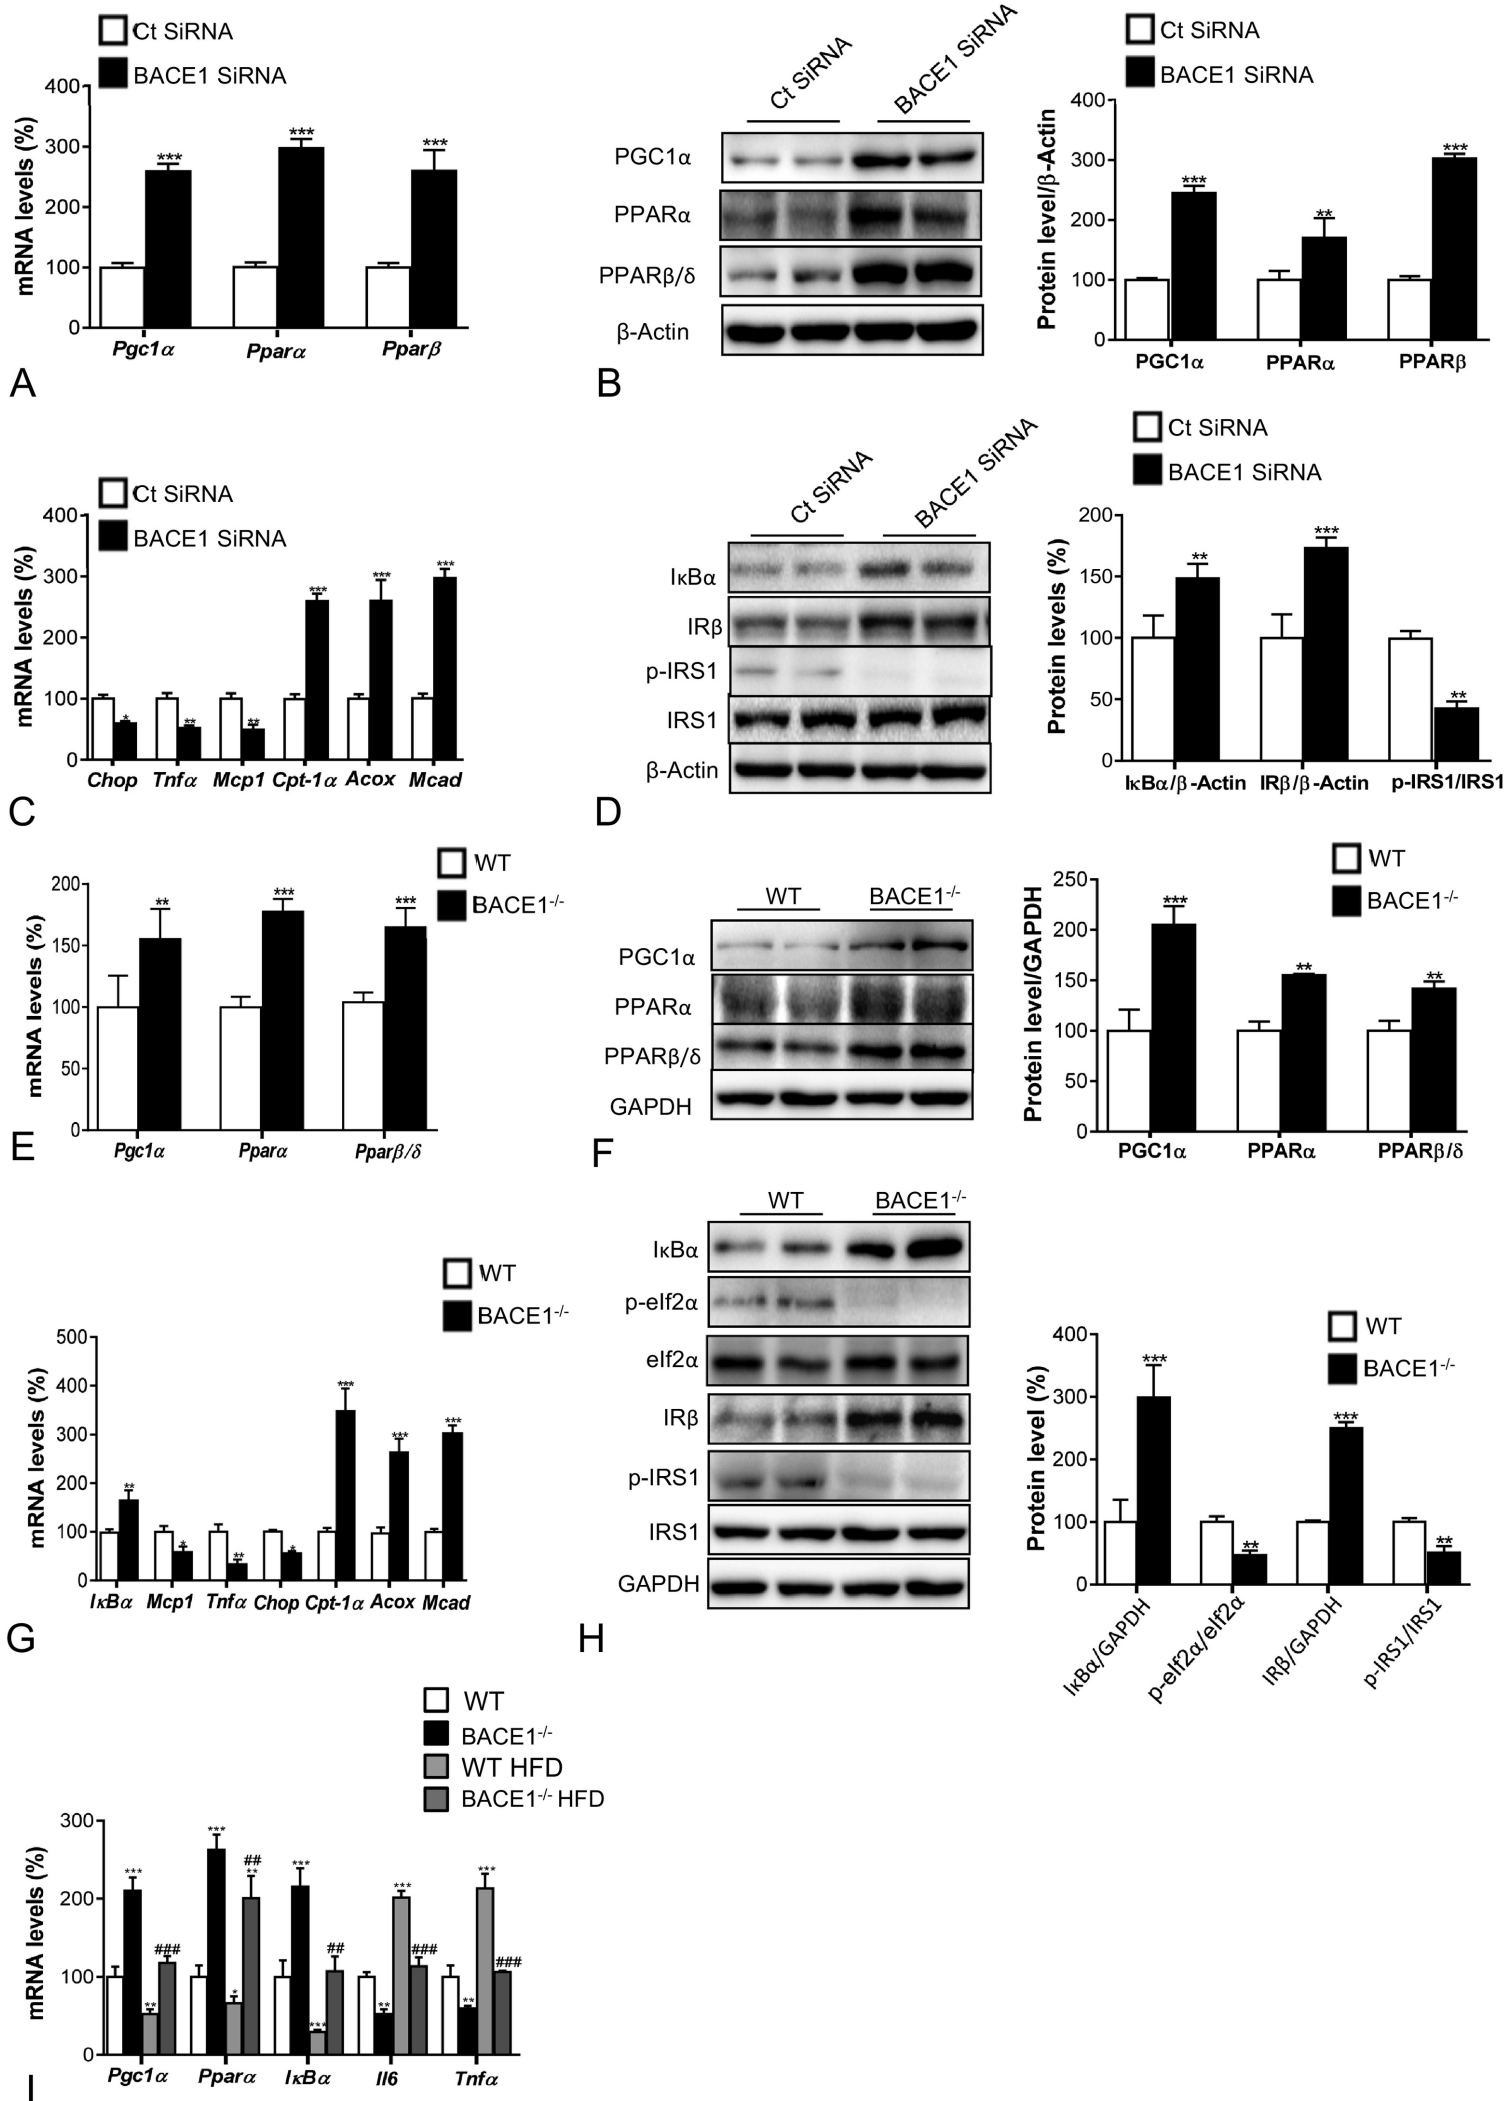 Ct SiRNA
BACE1 SiRNA
mRNA levels (%)
400
300
200
100
0
***
***
***
Pgc1α
Pparα
Pparβ
A
Ct SiRNA
BACE1 SiRNA
PGC1α
PPARα
PPARβ/δ
β-Actin
B
Ct SiRNA
BACE1 SiRNA
Protein level/β-Actin
400
300
200
100
0
***
**
***
PGC1α
PPARα
PPARβ
Ct SiRNA
BACE1 SiRNA
mRNA levels (%)
400
300
200
100
0
*
**
**
***
***
***
Chop
Tnfα
Mcp1
Cpt-1α
Acox
Mcad
C
Ct SiRNA
BACE1 SiRNA
IκBα
IRβ
p-IRS1
IRS1
β-Actin
D
Ct SiRNA
BACE1 SiRNA
Protein levels (%)
200
150
100
50
0
**
***
**
IκBα/β-Actin
IRβ/β-Actin
p-IRS1/IRS1
WT
BACE1-/-
mRNA levels (%)
200
150
100
50
0
**
***
***
Pgc1α
Pparα
Pparβ/δ
E
WT
BACE1-/-
PGC1α
PPARα
PPARβ/δ
GAPDH
F
WT
BACE1-/-
Protein level/GAPDH
250
200
150
100
50
0
***
**
**
PGC1α
PPARα
PPARβ/δ
WT
BACE1-/-
mRNA levels (%)
500
400
300
200
100
0
**
*
**
*
***
***
***
IκBα
Mcp1
Tnfα
Chop
Cpt-1α
Acox
Mcad
G
WT
BACE1-/-
IκBα
p-eIf2α
eIf2α
IRβ
p-IRS1
IRS1
GAPDH
H
WT
BACE1-/-
Protein level (%)
400
300
200
100
0
***
**
***
**
IκBα/GAPDH
p-eIf2α/eIf2α
IRβ/GAPDH
p-IRS1/IRS1
WT
BACE1-/-
WT HFD
BACE1-/- HFD
mRNA levels (%)
300
200
100
0
***
**
###
***
*
##
**
***
***
##
**
***
###
**
***
###
Pgc1α
Pparα
IκBα
Il6
Tnfα
I